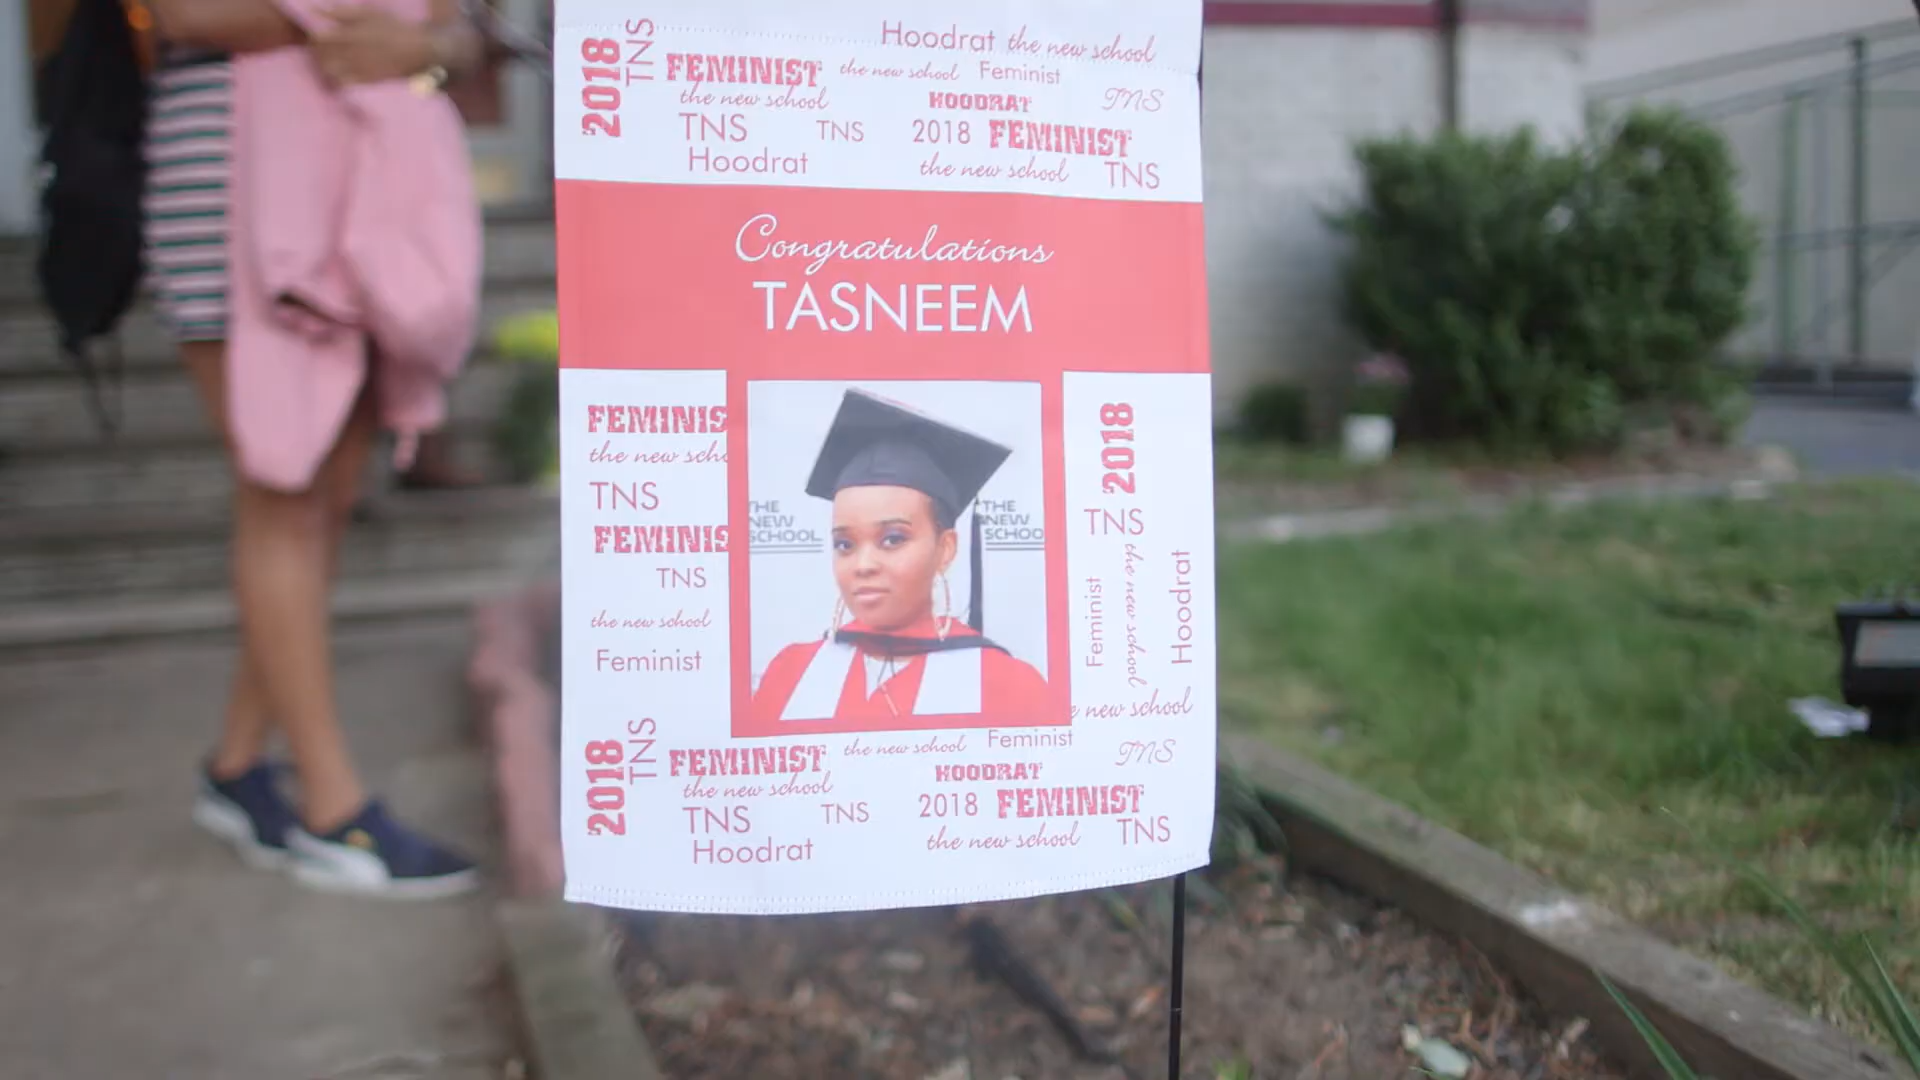 Hoodrat the new school
2018
TNS
FEMINIST the new school Feminist
the new school HOODRAT TNS
TNS TNS 2018 FEMINIST
Hoodrat the new school TNS
Congratulations
TASNEEM
FEMINIS
the new scho
TNS
FEMINIS
TNS
the new school
Feminist
THE
NEW
SCHOOL
THE
NEW
SCHOO
2018
TNS
Feminist
the new school
Hoodrat
e new school
2018
TNS
FEMINIST the new school Feminist
the new school HOODRAT TNS
TNS TNS 2018 FEMINIST
Hoodrat the new school TNS